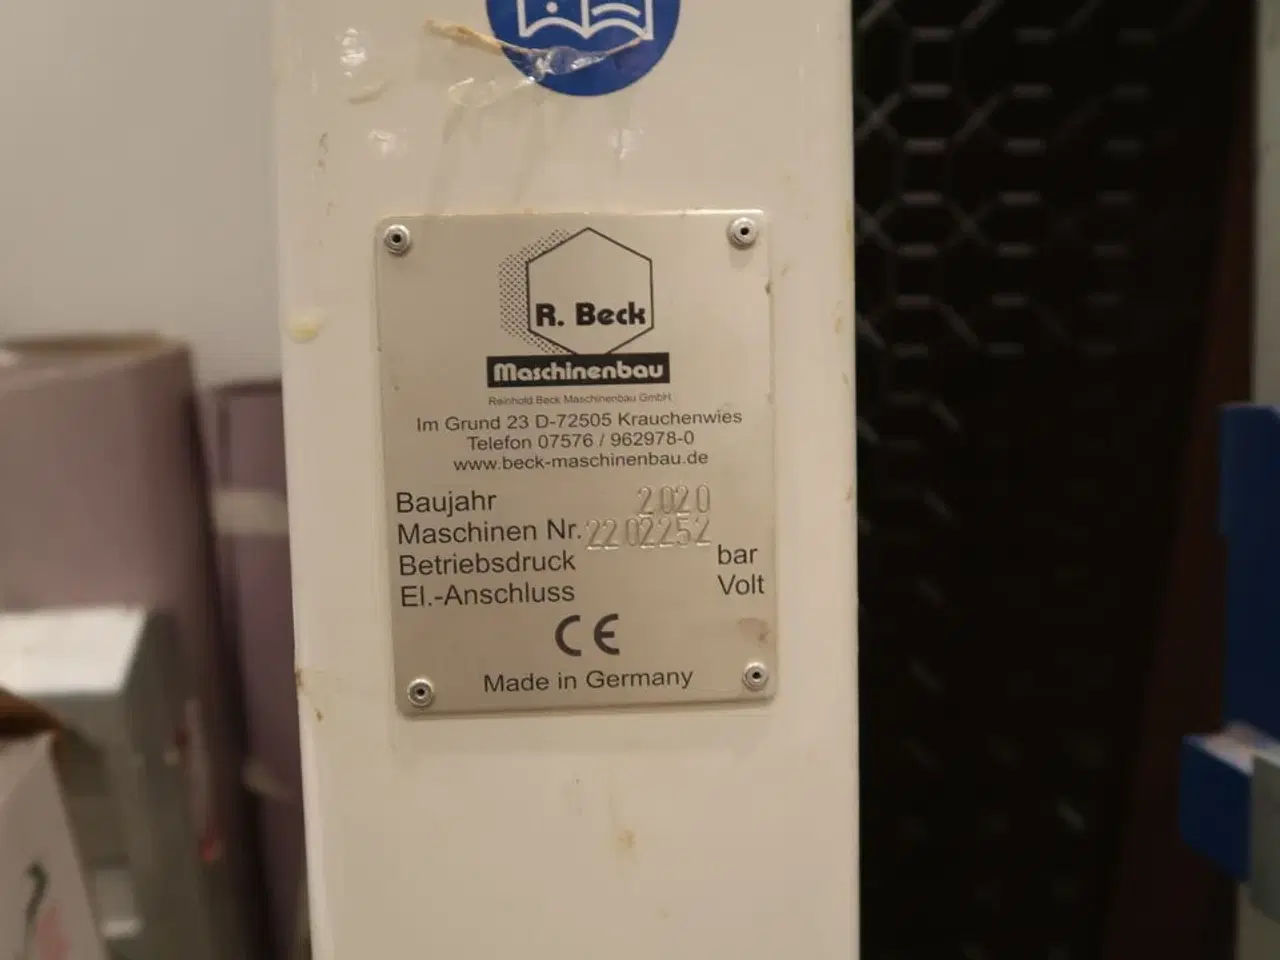 R. Beck
Maschinenbau
Reinhold Beck Maschinenbau GmbH
Im Grund 23 D-72505 Krauchenwies
Telefon 07576 / 962978-0
www.beck-maschinenbau.de
Baujahr 2020
Maschinen Nr. 2202252
Betriebsdruck bar
El.-Anschluss Volt
CE
Made in Germany